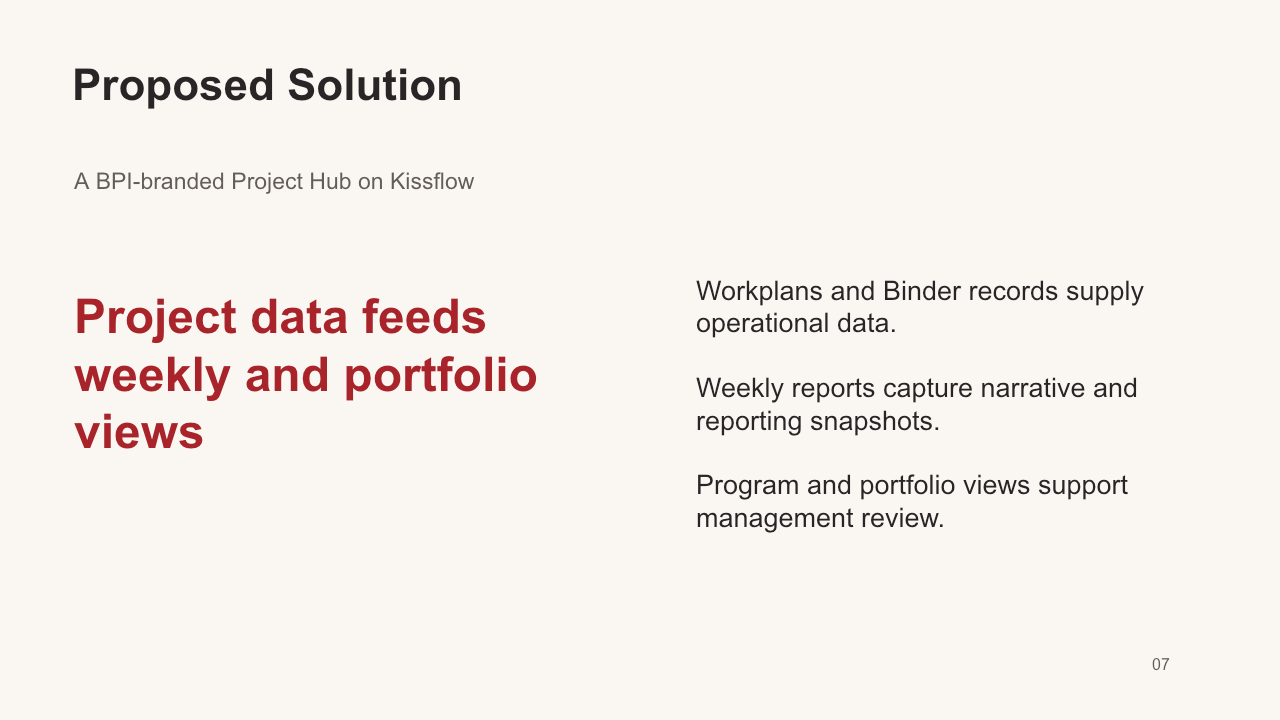 Proposed Solution
A BPI-branded Project Hub on Kissflow
Project data feeds
weekly and portfolio
views
Workplans and Binder records supply
operational data.
Weekly reports capture narrative and
reporting snapshots.
Program and portfolio views support
management review.
07